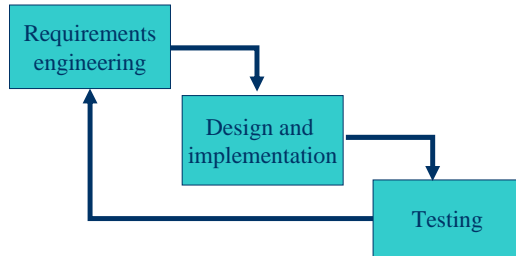 Requirements
engineering
Design and
implementation
Testing